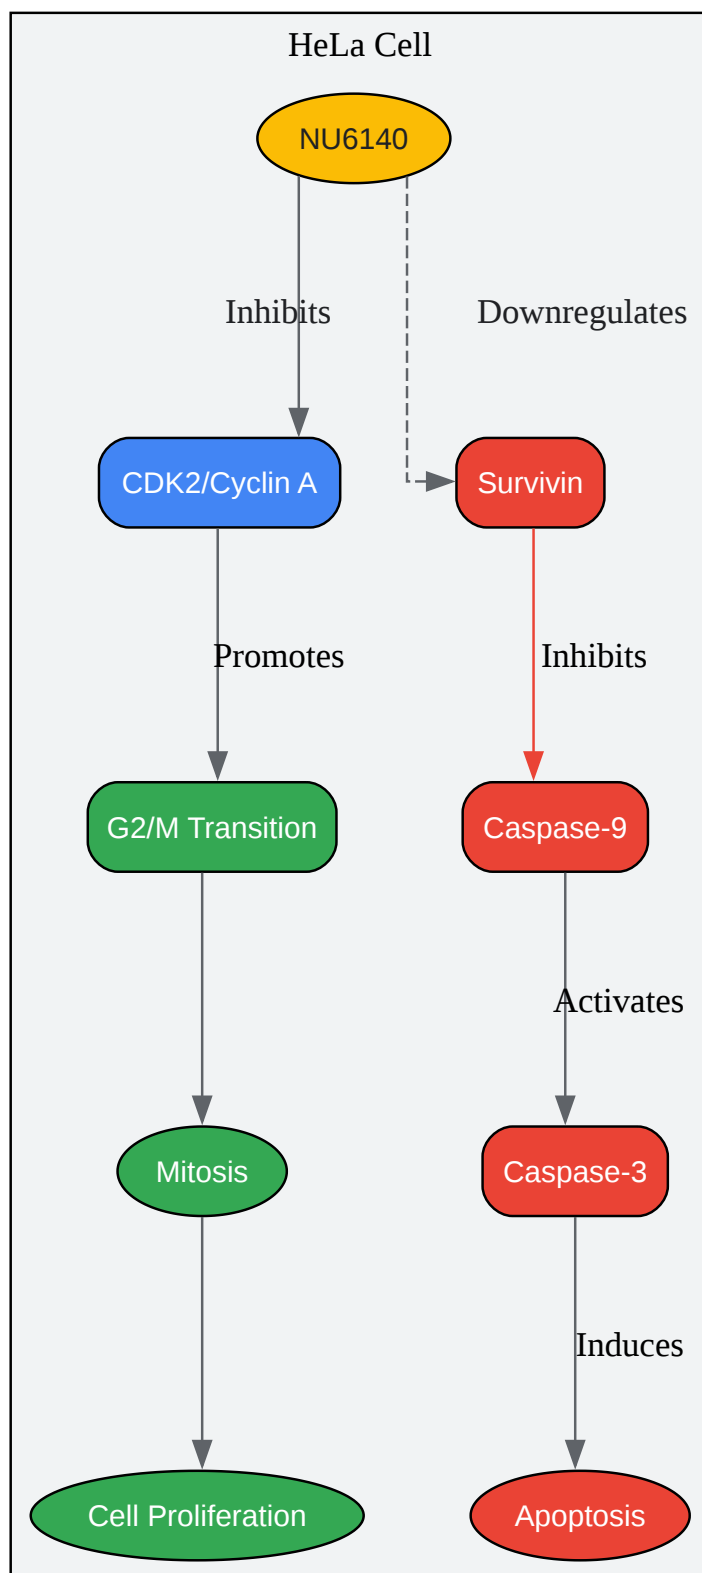 HeLa Cell
NU6140
Inhibits
Downregulates
CDK2/Cyclin A
Survivin
Promotes
Inhibits
G2/M Transition
Caspase-9
Activates
Mitosis
Caspase-3
Induces
Cell Proliferation
Apoptosis